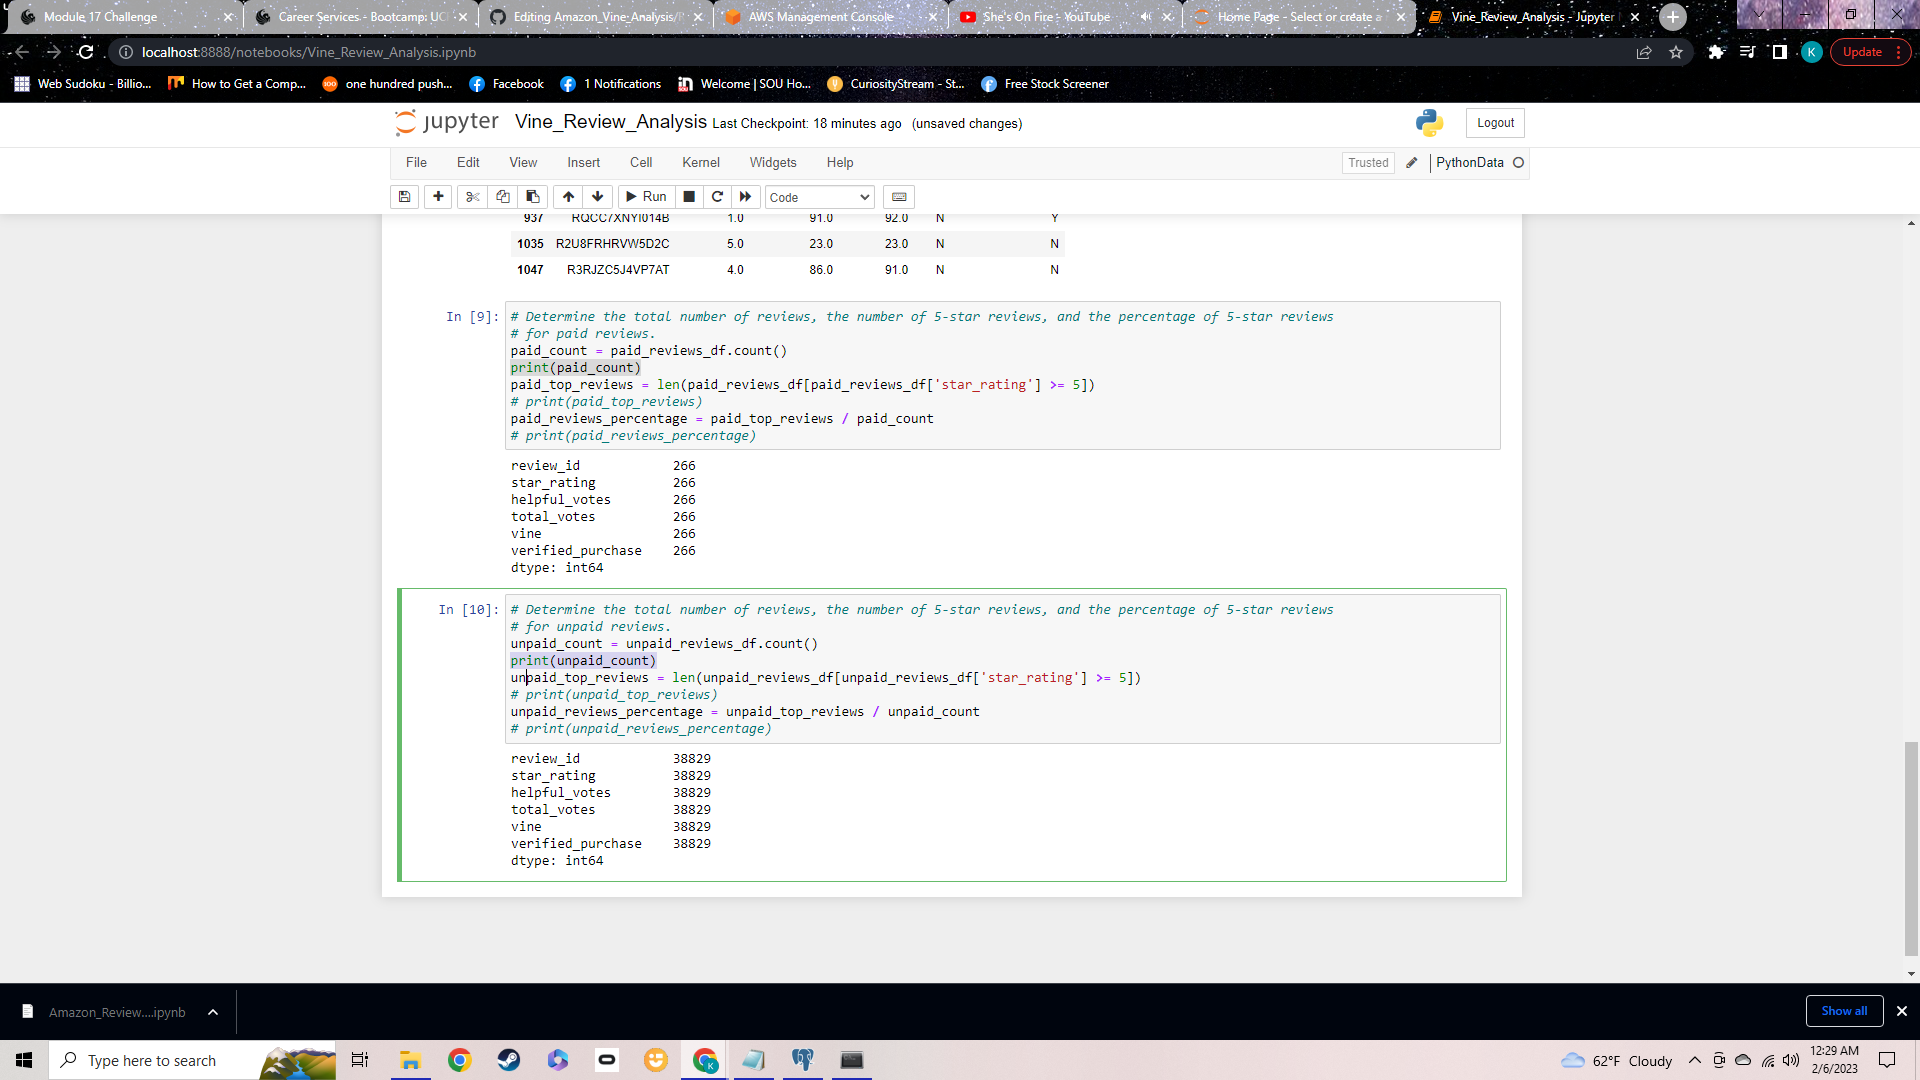 Module 17 Challenge
Career Services - Bootcamp: UC
Editing Amazon_Vine-Analysis/
AWS Management Console
She's On Fire - YouTube
Home Page - Select or create a
Vine_Review_Analysis - Jupyter
localhost:8888/notebooks/Vine_Review_Analysis.ipynb
K
Update
Web Sudoku - Billio...
How to Get a Comp...
one hundred push...
Facebook
1 Notifications
Welcome | SOU Ho...
CuriosityStream - St...
Free Stock Screener
jupyter Vine_Review_Analysis Last Checkpoint: 18 minutes ago (unsaved changes)
Logout
File Edit View Insert Cell Kernel Widgets Help
Trusted
PythonData
Run
Code
937 RQCC7XNYI014B 1.0 91.0 92.0 N Y
1035 R2U8FRHRVW5D2C 5.0 23.0 23.0 N N
1047 R3RJZC5J4VP7AT 4.0 86.0 91.0 N N
In [9]: # Determine the total number of reviews, the number of 5-star reviews, and the percentage of 5-star reviews
# for paid reviews.
paid_count = paid_reviews_df.count()
print(paid_count)
paid_top_reviews = len(paid_reviews_df[paid_reviews_df['star_rating'] >= 5])
# print(paid_top_reviews)
paid_reviews_percentage = paid_top_reviews / paid_count
# print(paid_reviews_percentage)
review_id 266
star_rating 266
helpful_votes 266
total_votes 266
vine 266
verified_purchase 266
dtype: int64
In [10]: # Determine the total number of reviews, the number of 5-star reviews, and the percentage of 5-star reviews
# for unpaid reviews.
unpaid_count = unpaid_reviews_df.count()
print(unpaid_count)
unpaid_top_reviews = len(unpaid_reviews_df[unpaid_reviews_df['star_rating'] >= 5])
# print(unpaid_top_reviews)
unpaid_reviews_percentage = unpaid_top_reviews / unpaid_count
# print(unpaid_reviews_percentage)
review_id 38829
star_rating 38829
helpful_votes 38829
total_votes 38829
vine 38829
verified_purchase 38829
dtype: int64
Amazon_Review....ipynb
Show all
Type here to search
62°F Cloudy
12:29 AM
2/6/2023